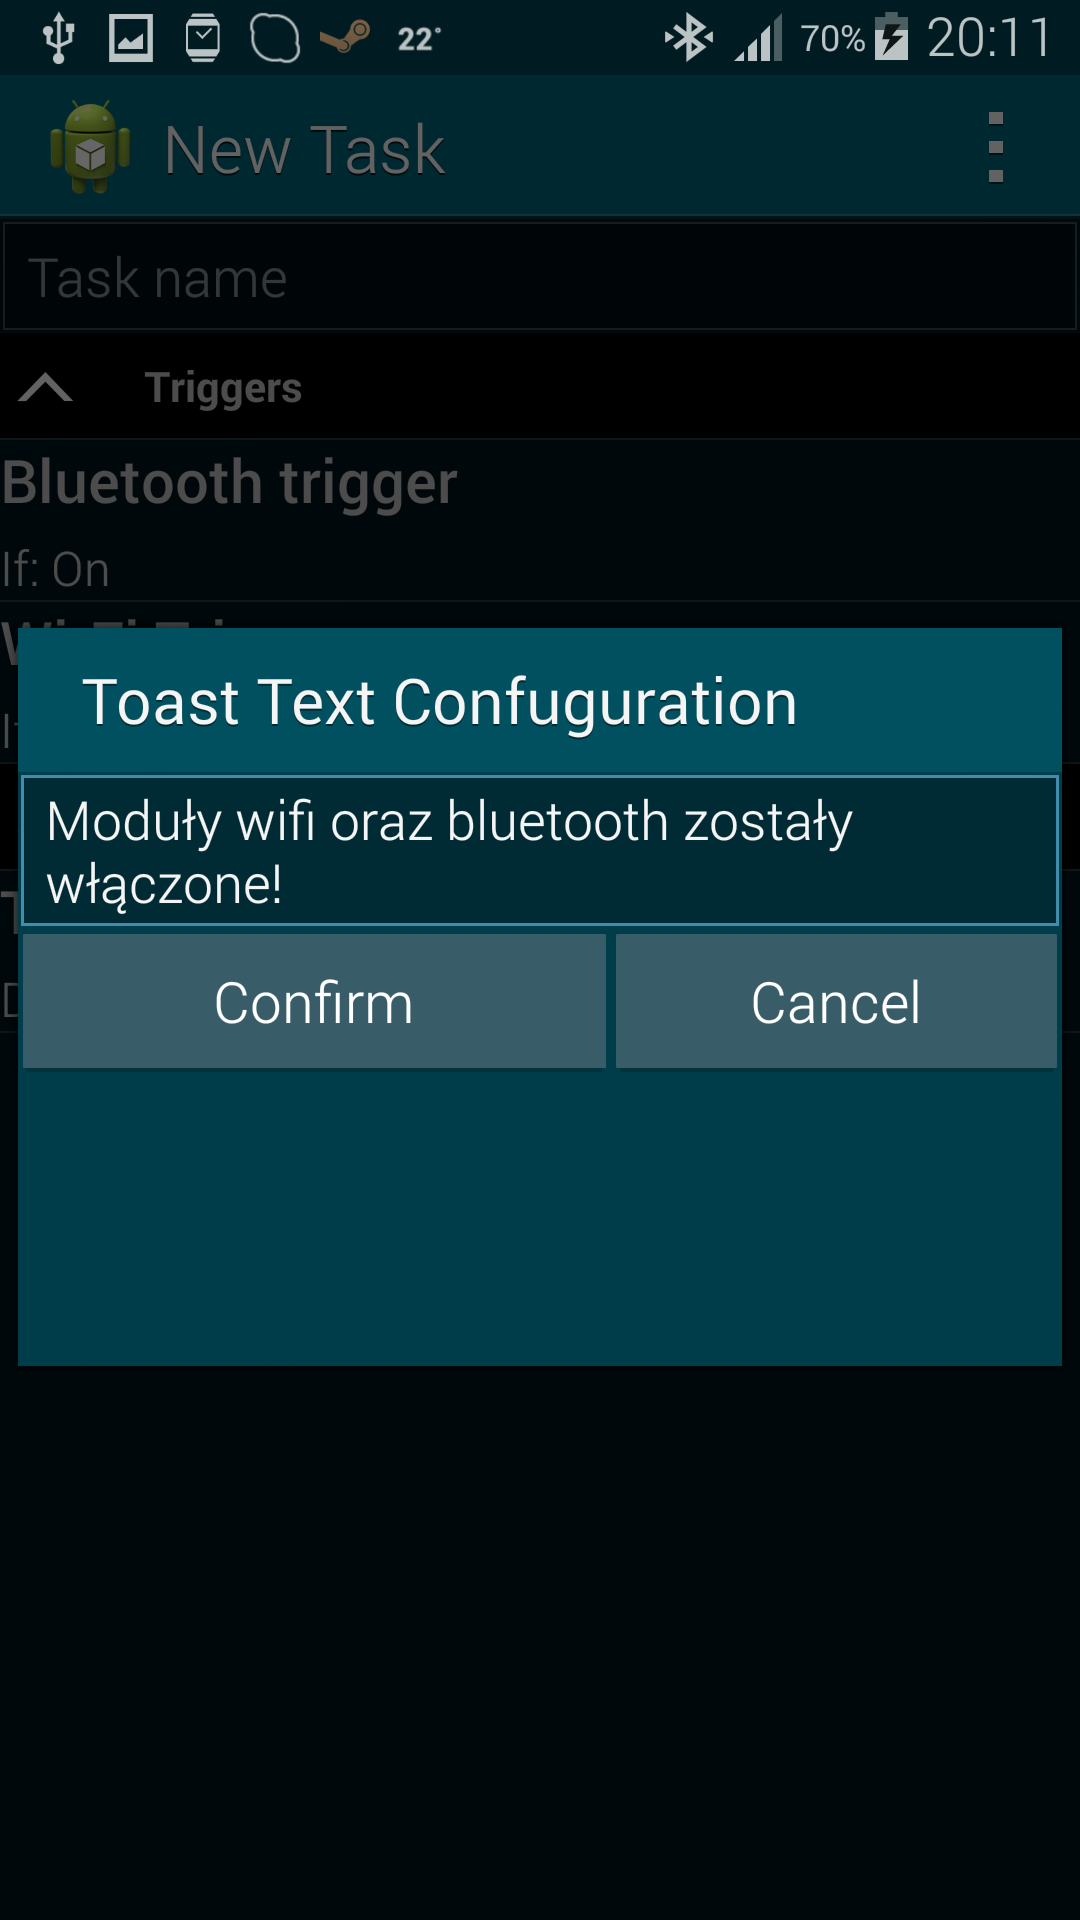 22°
70%
20:11
New Task
Task name
Triggers
Bluetooth trigger
If: On
Toast Text Confuguration
Moduły wifi oraz bluetooth zostały
włączone!
Confirm
Cancel